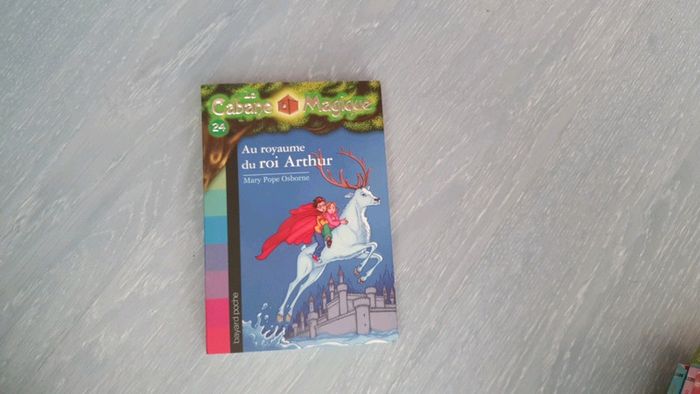 La
Cabane Magique
24
Au royaume
du roi Arthur
Mary Pope Osborne
bayard poche